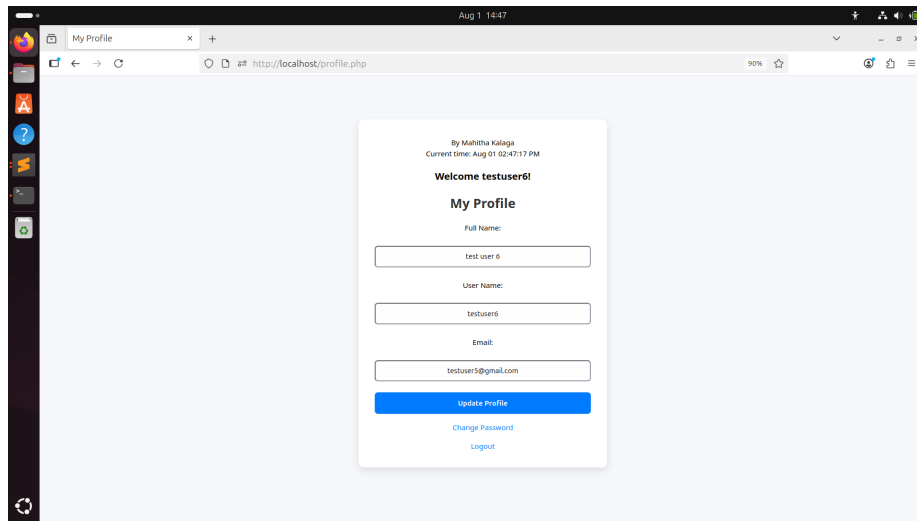 Aug 1 14:47
My Profile
http://localhost/profile.php
90%
By Mahitha Kalaga
Current time: Aug 01 02:47:17 PM
Welcome testuser6!
My Profile
Full Name:
test user 6
User Name:
testuser6
Email:
testuser5@gmail.com
Update Profile
Change Password
Logout